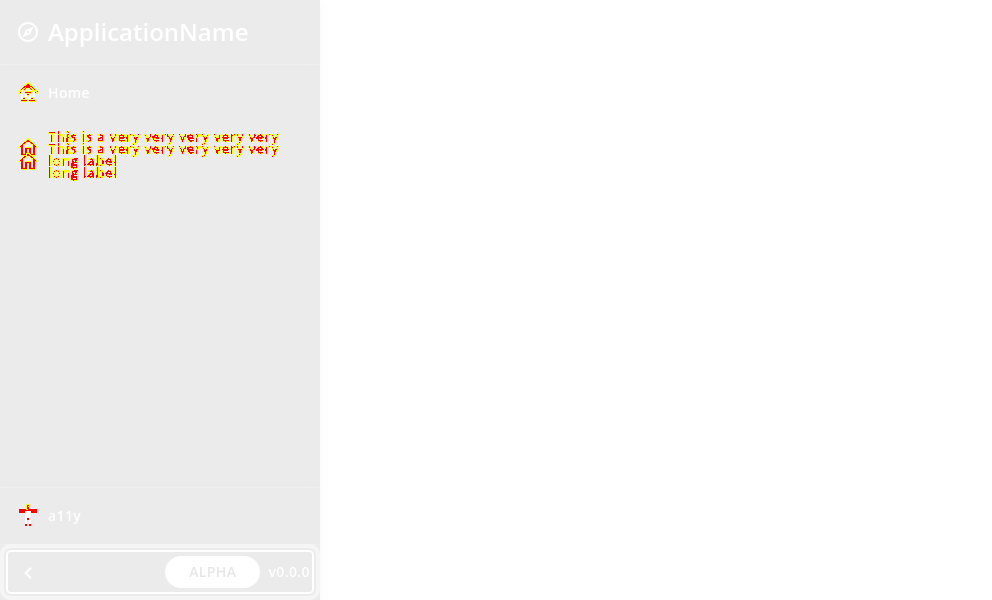 ApplicationName
Home
This is a very very very very very
This is a very very very very very
long label
long label
a11y
ALPHA v0.0.0